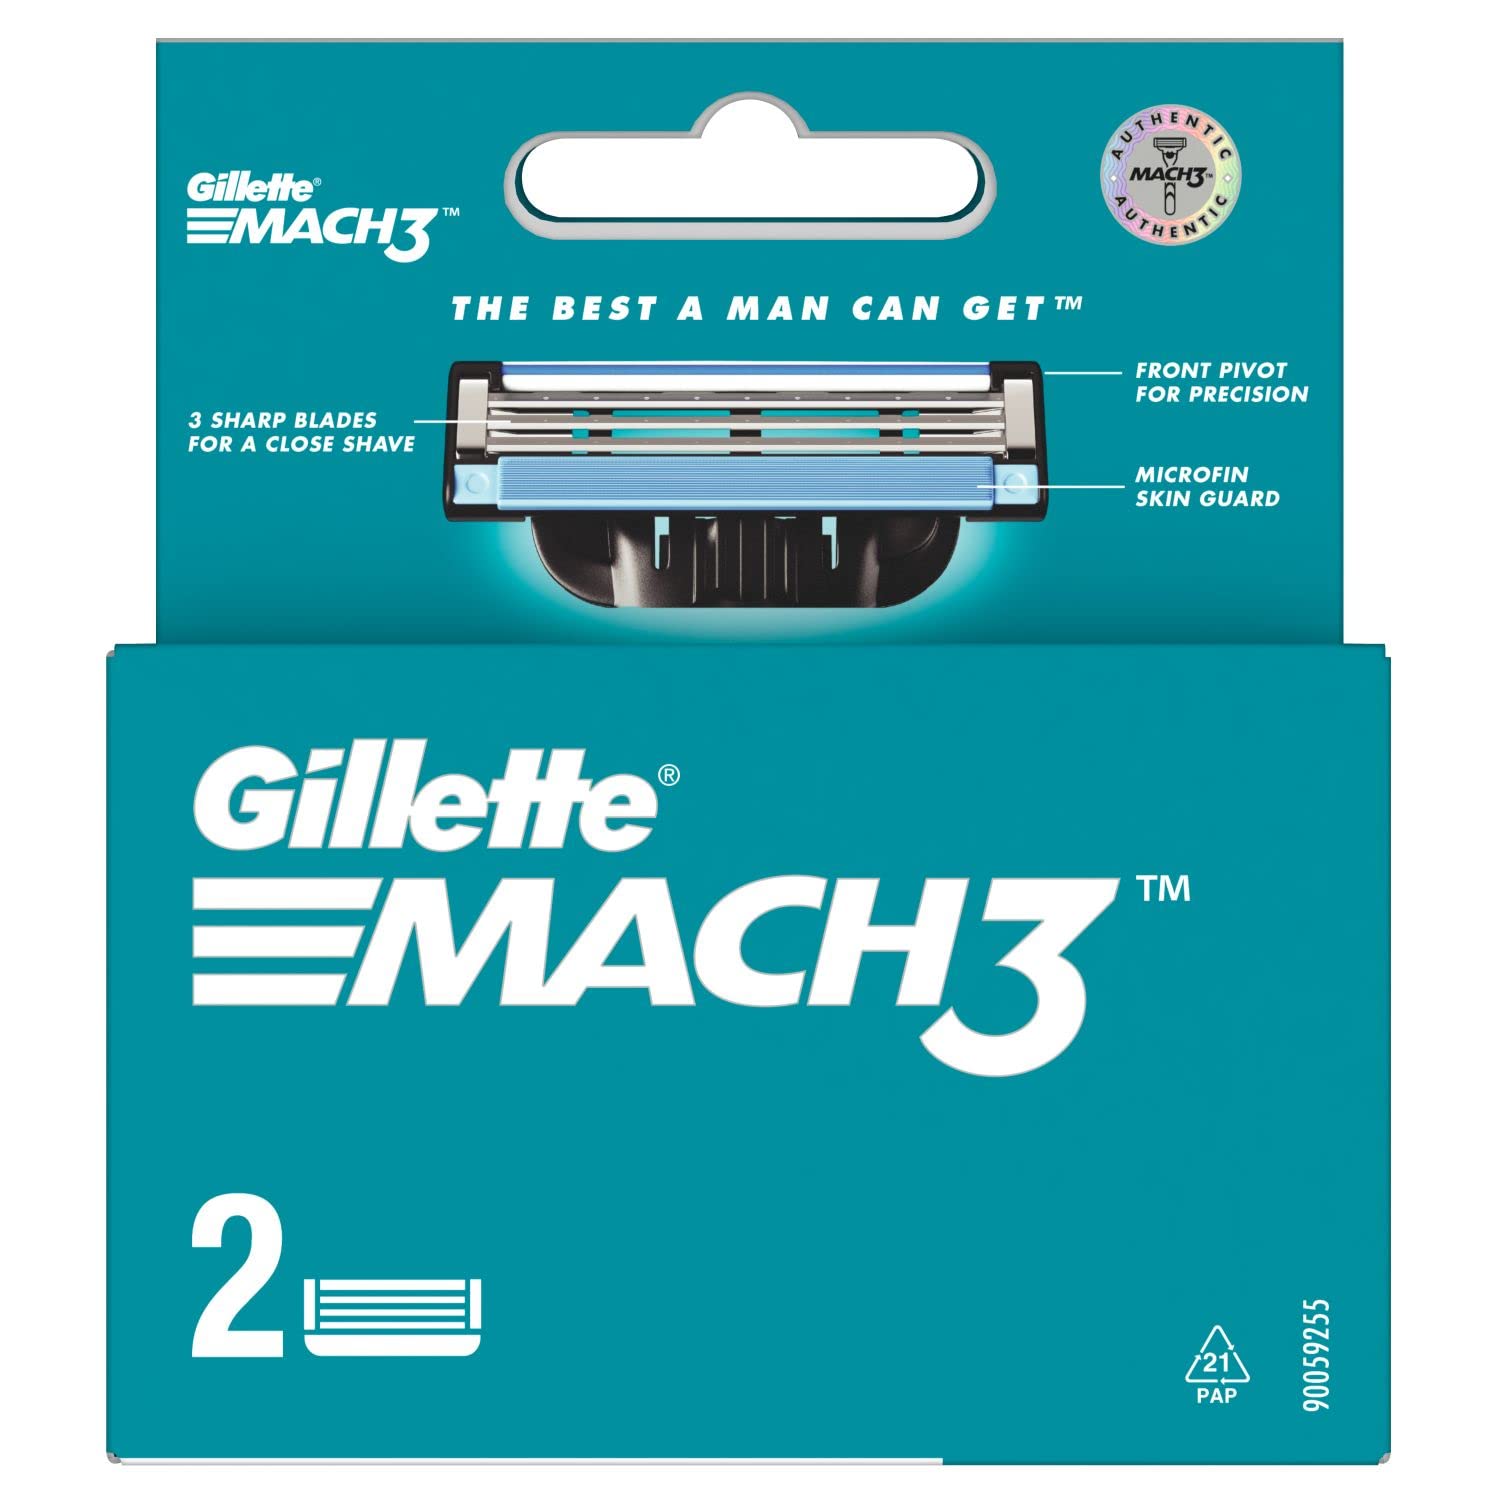 Gillette®
MACH3™
AUTHENTIC
MACH3™
AUTHENTIC
THE BEST A MAN CAN GET™
3 SHARP BLADES
FOR A CLOSE SHAVE
FRONT PIVOT
FOR PRECISION
MICROFIN
SKIN GUARD
Gillette®
MACH3™
2
21
PAP
90059255